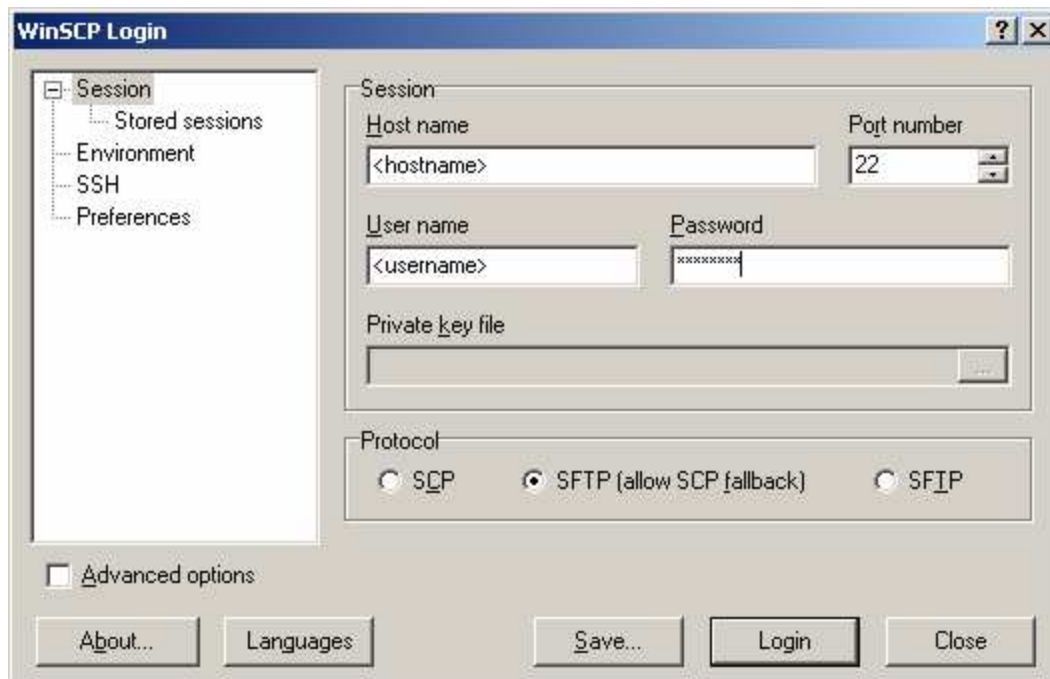 WinSCP Login
Session
Stored sessions
Environment
SSH
Preferences
Advanced options
Session
Host name
Port number
<hostname>
22
User name
Password
<username>
********
Private key file
...
Protocol
SCP
SFTP (allow SCP fallback)
SFTP
About...
Languages
Save...
Login
Close